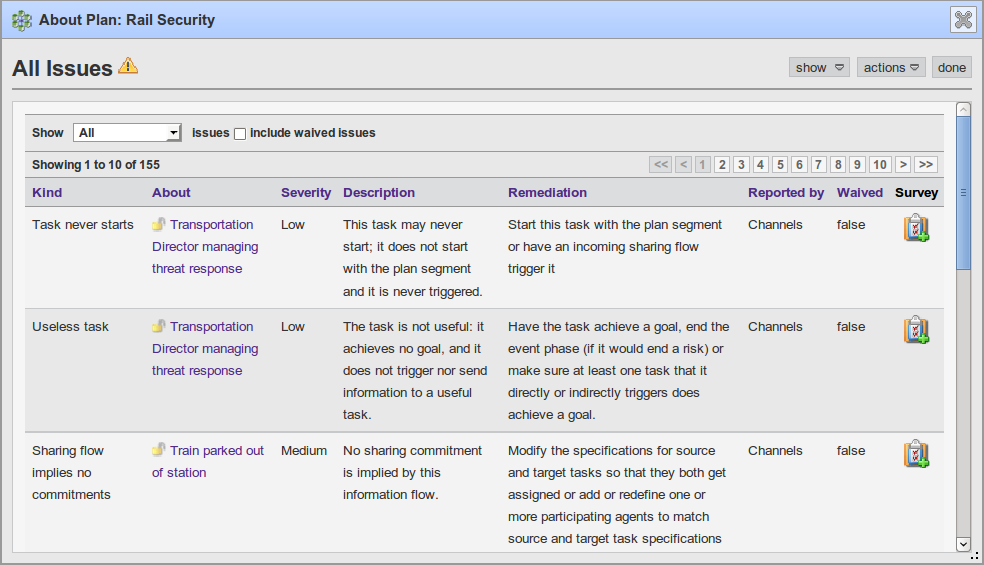 About Plan: Rail Security
All Issues
show actions done
Show All issues include waived issues
Showing 1 to 10 of 155 << < 1 2 3 4 5 6 7 8 9 10 > >>
Kind About Severity Description Remediation Reported by Waived Survey
Task never starts Transportation Low This task may never Start this task with the plan segment Channels false
Director managing start; it does not start or have an incoming sharing flow
threat response with the plan segment trigger it
and it is never triggered.
Useless task Transportation Low The task is not useful: it Have the task achieve a goal, end the Channels false
Director managing achieves no goal, and it event phase (if it would end a risk) or
threat response does not trigger nor send make sure at least one task that it
information to a useful directly or indirectly triggers does
task. achieve a goal.
Sharing flow Train parked out Medium No sharing commitment Modify the specifications for source Channels false
implies no of station is implied by this and target tasks so that they both get
commitments information flow. assigned or add or redefine one or
more participating agents to match
source and target task specifications